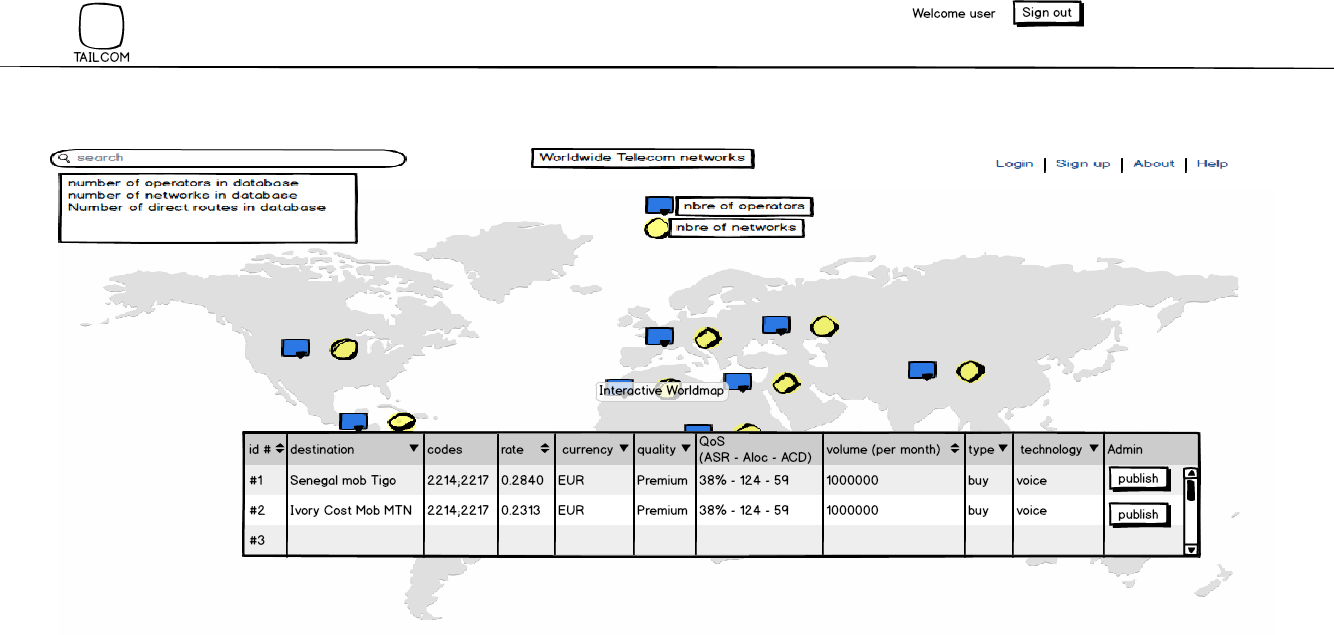 Welcome user
Sign out
TAILCOM
search
Worldwide Telecom networks
Login | Sign up | About | Help
number of operators in database
number of networks in database
Number of direct routes in database
nbre of operators
nbre of networks
Interactive Worldmap
id # destination codes rate currency quality QoS (ASR - Aloc - ACD) volume (per month) type technology Admin
#1 Senegal mob Tigo 2214;2217 0.2840 EUR Premium 38% - 124 - 59 1000000 buy voice publish
#2 Ivory Cost Mob MTN 2214;2217 0.2313 EUR Premium 38% - 124 - 59 1000000 buy voice publish
#3